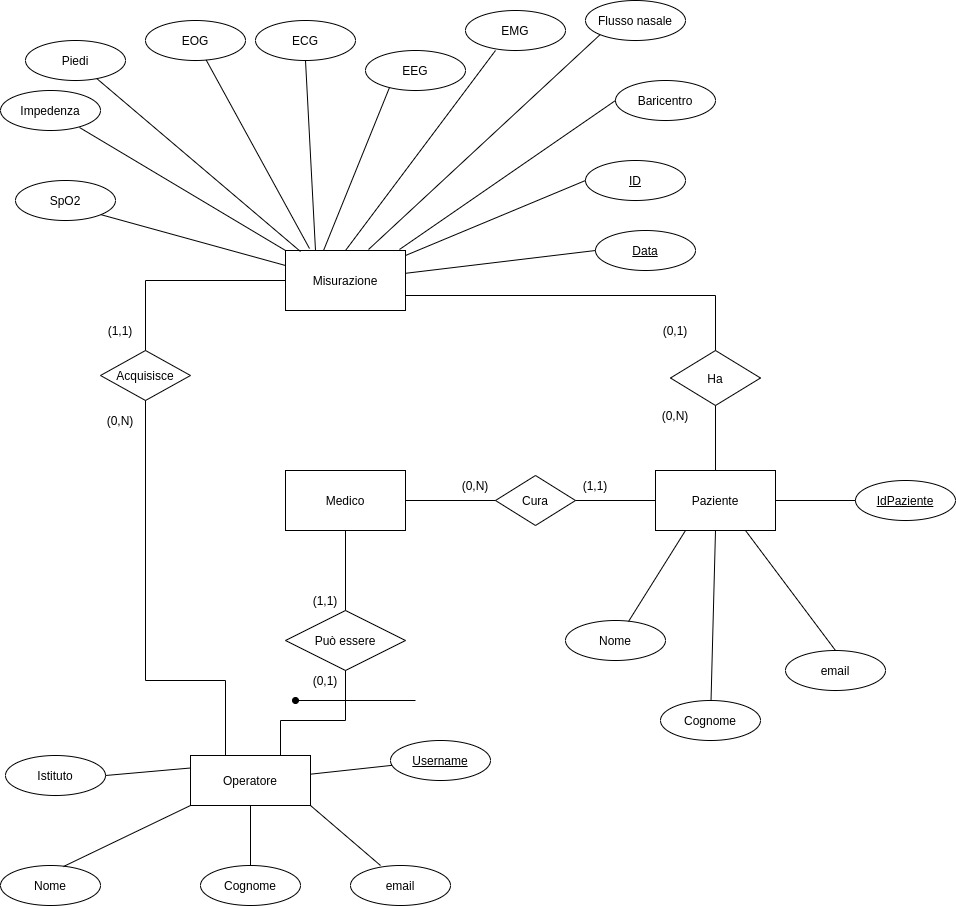 Flusso nasale
EMG
EOG
ECG
Piedi
EEG
Baricentro
Impedenza
ID
SpO2
Data
Misurazione
(1,1)
(0,1)
Acquisisce
Ha
(0,N)
(0,N)
(0,N)
(1,1)
Medico
Cura
Paziente
IdPaziente
(1,1)
Può essere
Nome
email
(0,1)
Cognome
Username
Istituto
Operatore
Nome
Cognome
email